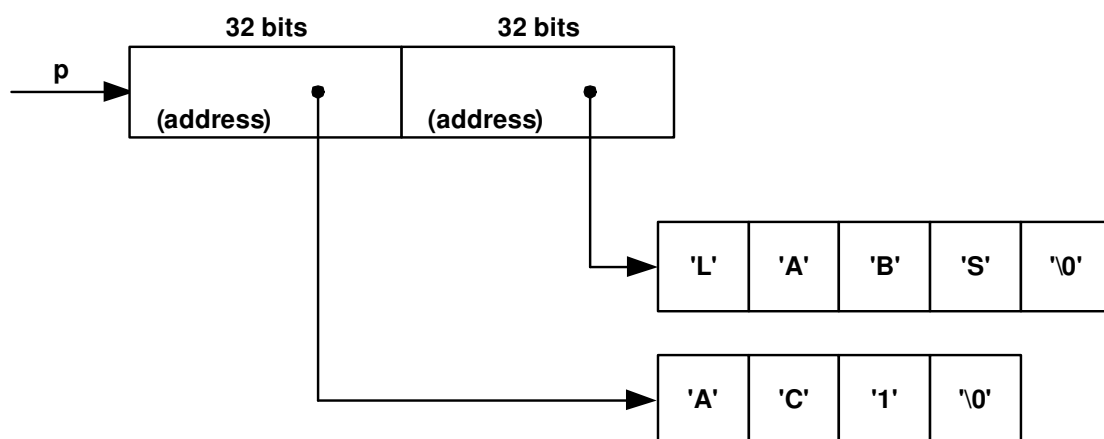 32 bits 32 bits
p
(address) (address)
'L' 'A' 'B' 'S' '\0'
'A' 'C' '1' '\0'